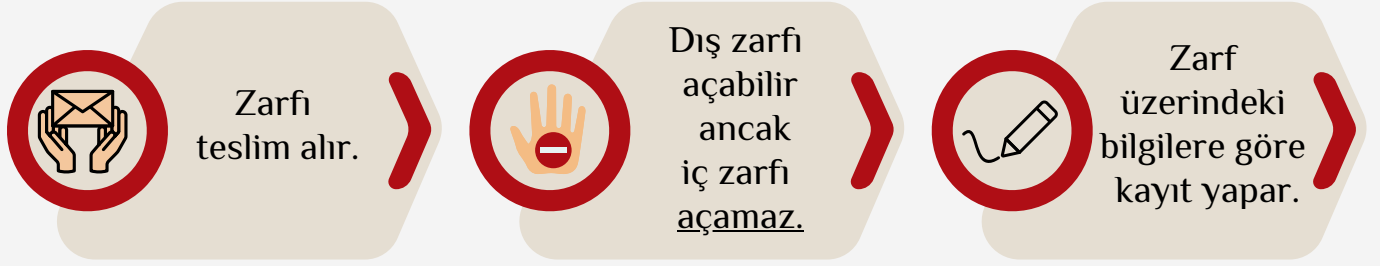 Zarfı
teslim alır.
Dış zarfı
açabilir
ancak
iç zarfı
açamaz.
Zarf
üzerindeki
bilgilere göre
kayıt yapar.